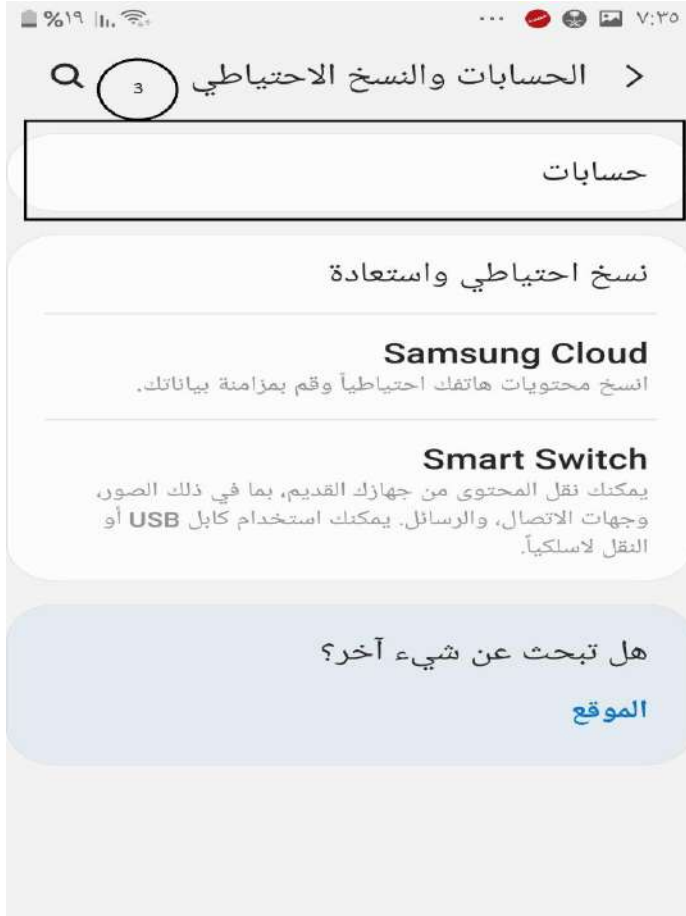 ٧:٣٥ ... %١٩
الحسابات والنسخ الاحتياطي 3
حسابات
نسخ احتياطي واستعادة
Samsung Cloud
انسخ محتويات هاتفك احتياطياً وقم بمزامنة بياناتك.
Smart Switch
يمكنك نقل المحتوى من جهازك القديم، بما في ذلك الصور،
وجهات الاتصال، والرسائل. يمكنك استخدام كابل USB أو
النقل لاسلكياً.
هل تبحث عن شيء آخر؟
الموقع